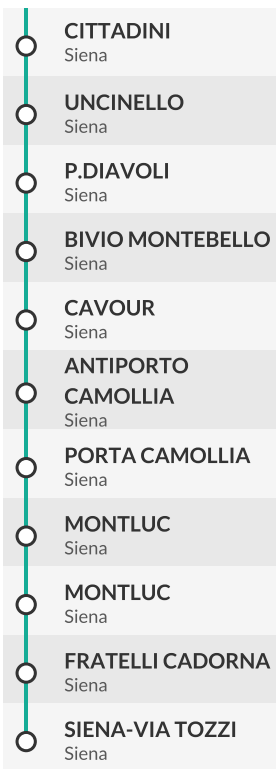 CITTADINI
Siena
UNCINELLO
Siena
P.DIAVOLI
Siena
BIVIO MONTEBELLO
Siena
CAVOUR
Siena
ANTIPORTO
CAMOLLIA
Siena
PORTA CAMOLLIA
Siena
MONTLUC
Siena
MONTLUC
Siena
FRATELLI CADORNA
Siena
SIENA-VIA TOZZI
Siena